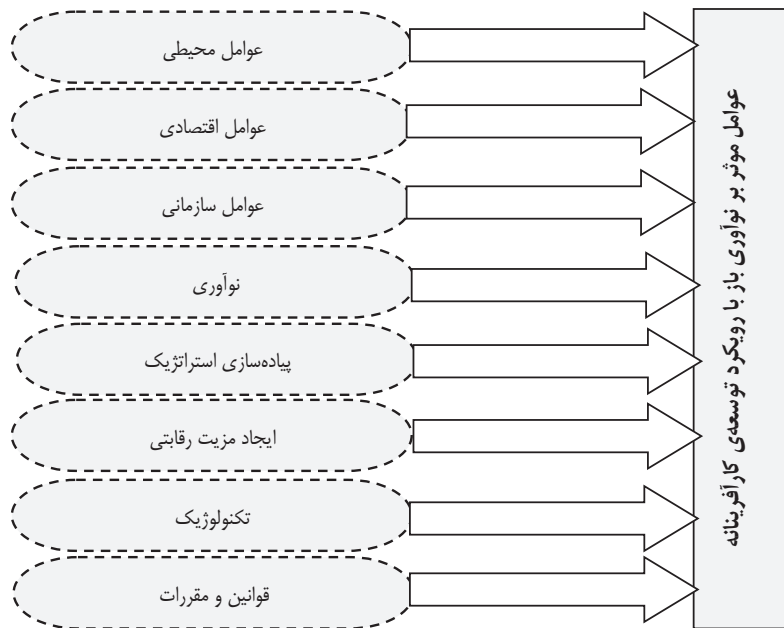 عوامل محیطی
عوامل اقتصادی
عوامل سازمانی
نوآوری
پیاده‌سازی استراتژیک
ایجاد مزیت رقابتی
تکنولوژیک
قوانین و مقررات
عوامل موثر بر نوآوری باز با رویکرد توسعه‌ی کارآفرینانه